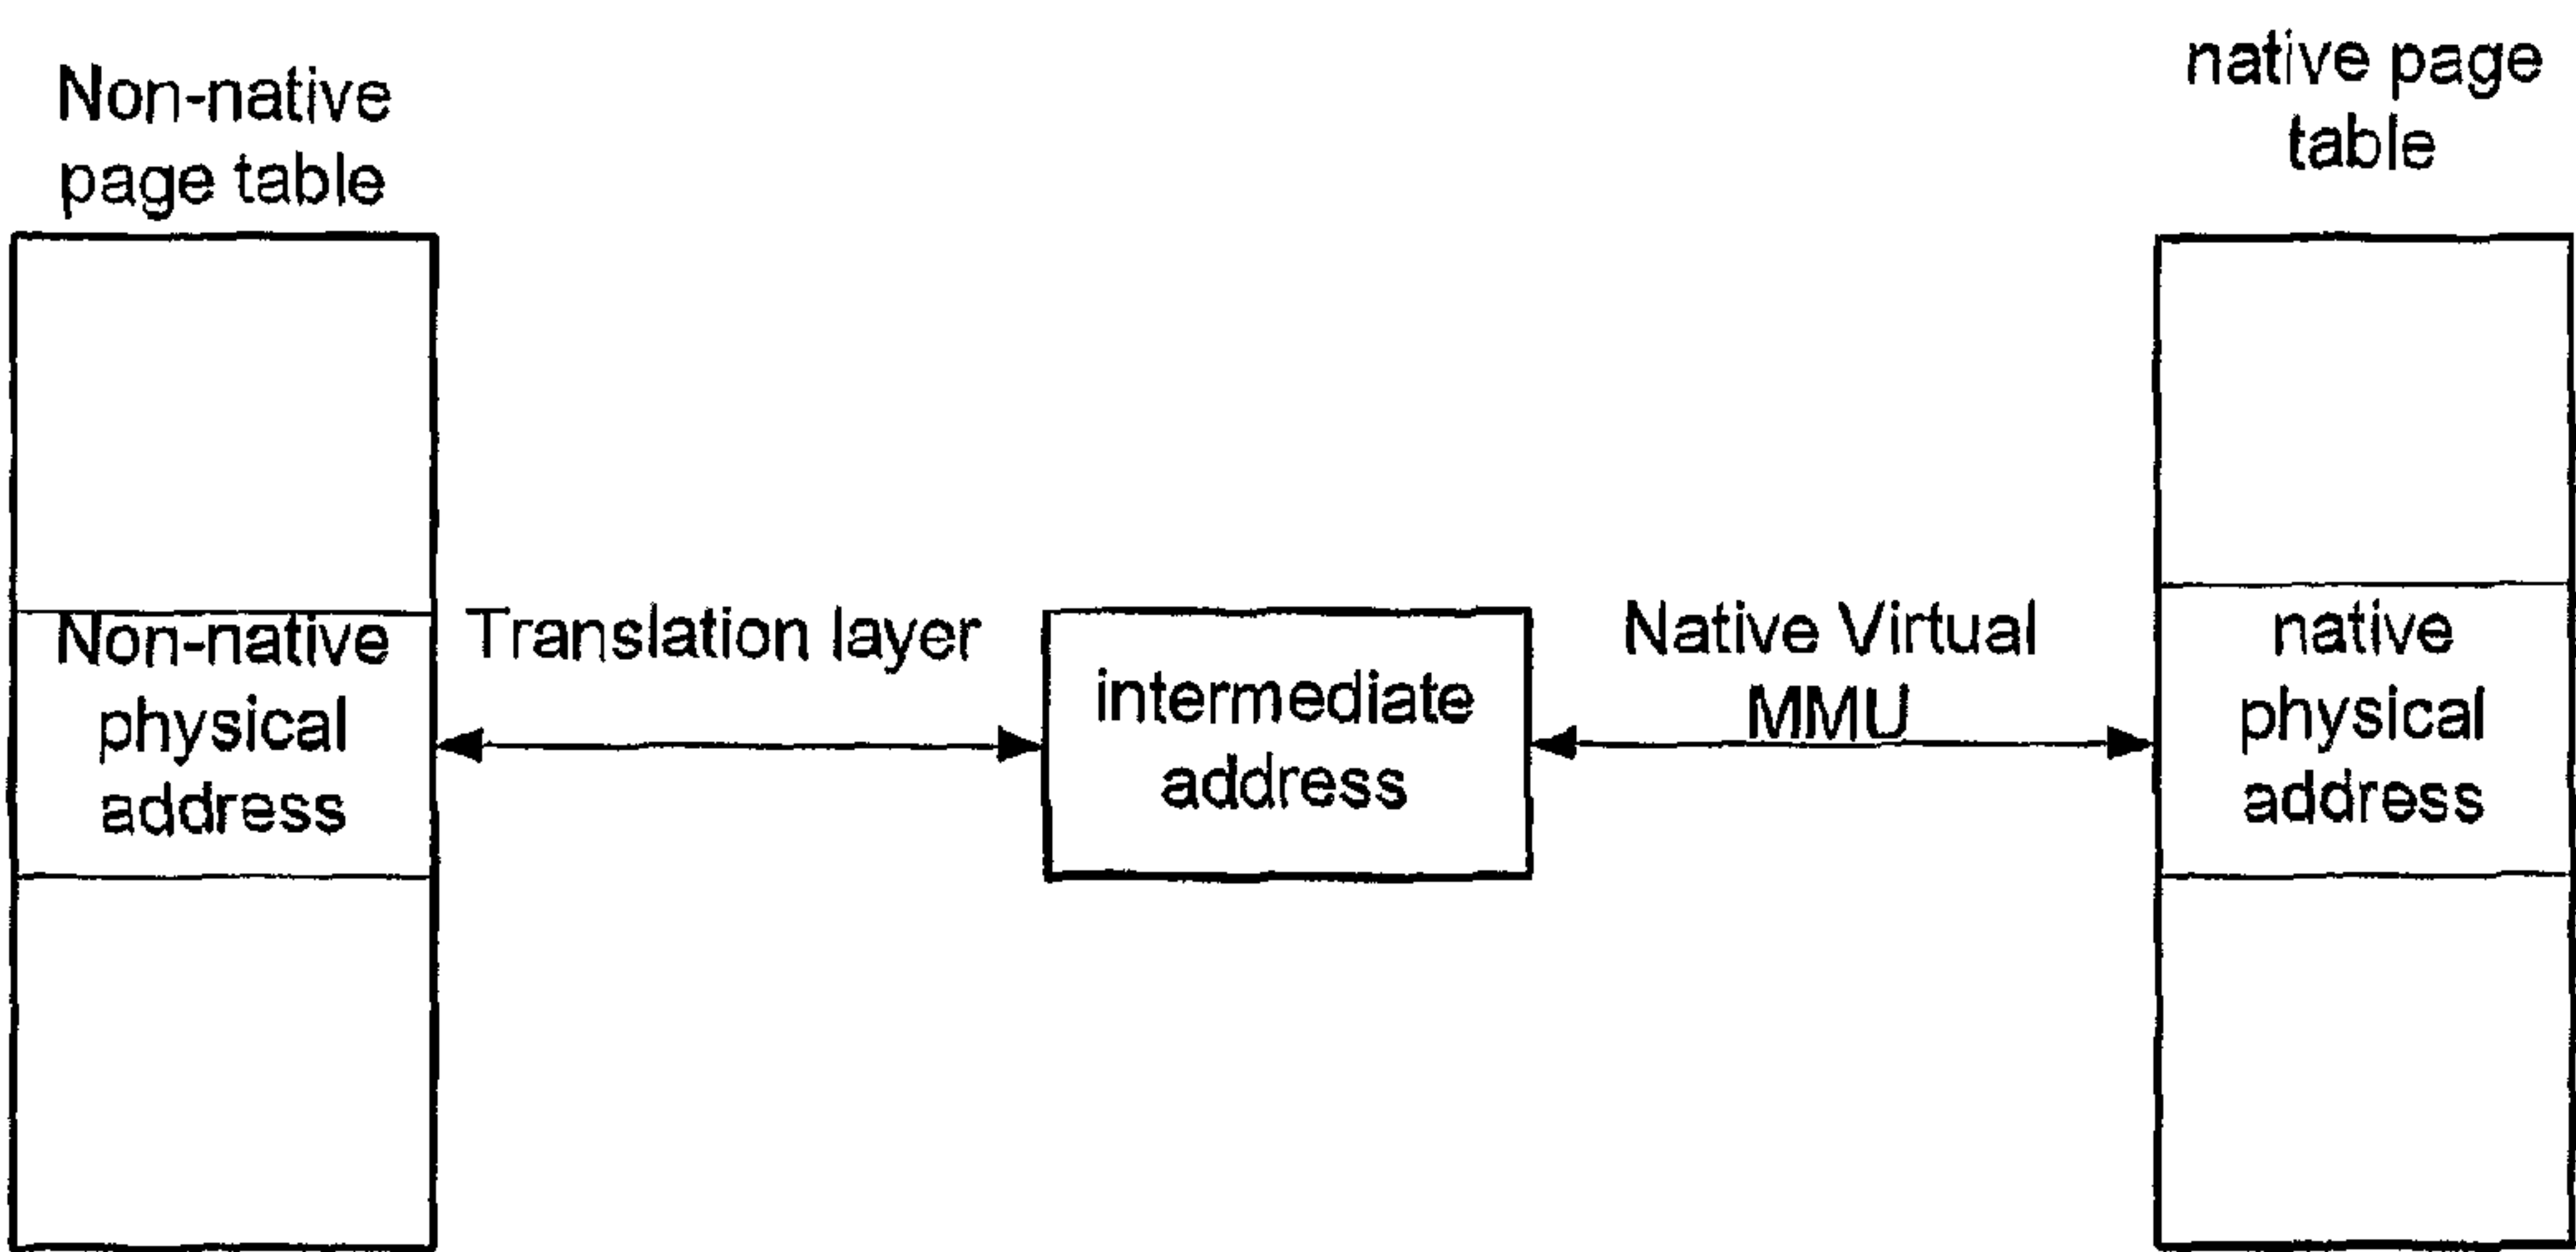 Non-native
page table
native page
table
Non-native
physical
address
Translation layer
intermediate
address
Native Virtual
MMU
native
physical
address